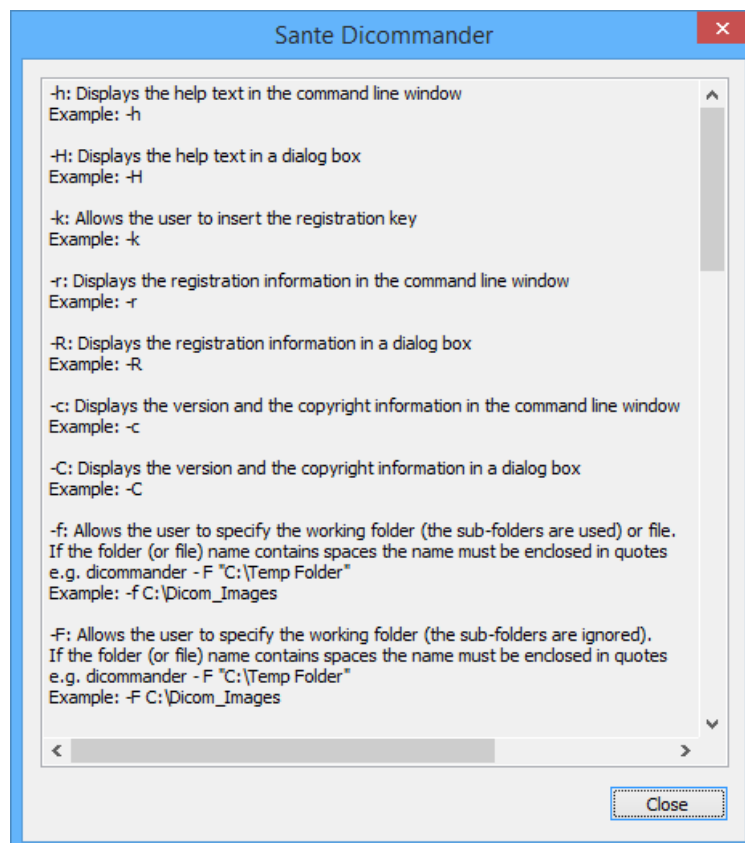 Sante Dicommander
-h: Displays the help text in the command line window
Example: -h
-H: Displays the help text in a dialog box
Example: -H
-k: Allows the user to insert the registration key
Example: -k
-r: Displays the registration information in the command line window
Example: -r
-R: Displays the registration information in a dialog box
Example: -R
-c: Displays the version and the copyright information in the command line window
Example: -c
-C: Displays the version and the copyright information in a dialog box
Example: -C
-f: Allows the user to specify the working folder (the sub-folders are used) or file.
If the folder (or file) name contains spaces the name must be enclosed in quotes
e.g. dicommander - F "C:\Temp Folder"
Example: -f C:\Dicom_Images
-F: Allows the user to specify the working folder (the sub-folders are ignored).
If the folder (or file) name contains spaces the name must be enclosed in quotes
e.g. dicommander - F "C:\Temp Folder"
Example: -F C:\Dicom_Images
Close